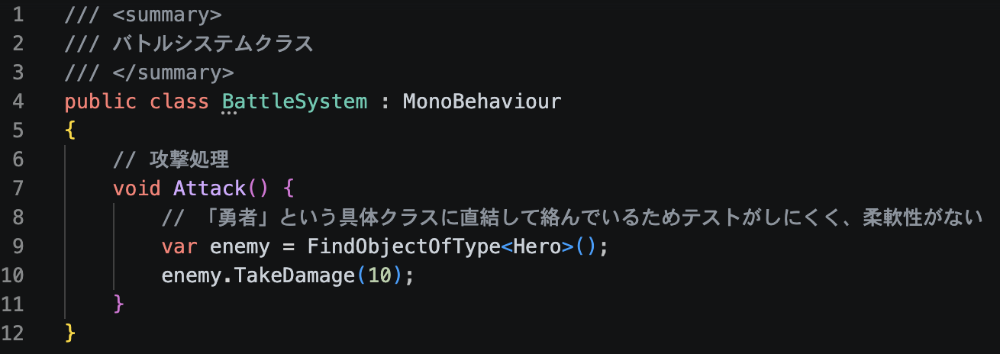 1 /// <summary>
2 /// バトルシステムクラス
3 /// </summary>
4 public class BattleSystem : MonoBehaviour
5 {
6 // 攻撃処理
7 void Attack() {
8 // 「勇者」という具体クラスに直結して絡んでいるためテストがしにくく、柔軟性がない
9 var enemy = FindObjectOfType<Hero>();
10 enemy.TakeDamage(10);
11 }
12 }